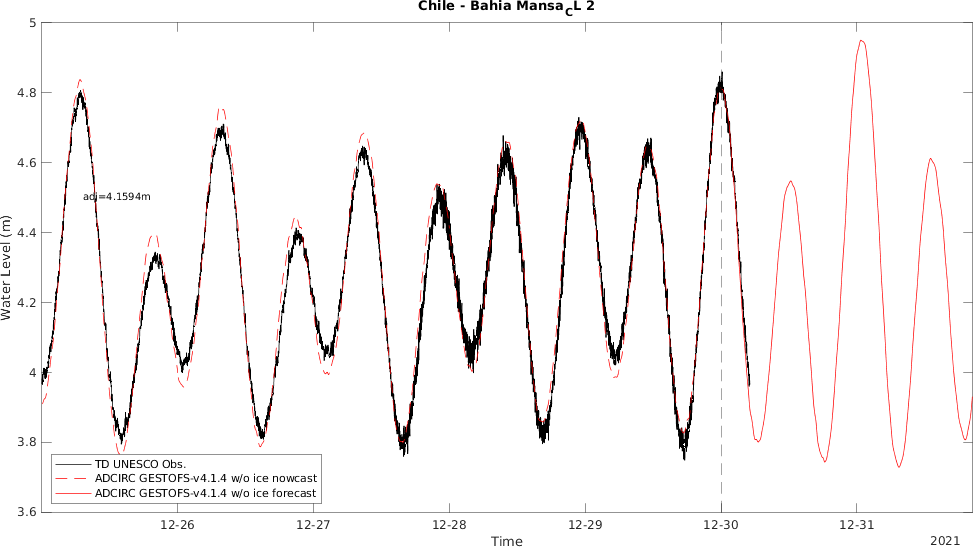 Chile - Bahia MansaCL 2
5
4.8
4.6
4.4
4.2
4
3.8
3.6
Water Level (m)
adj=4.1594m
TD UNESCO Obs.
ADCIRC GESTOFS-v4.1.4 w/o ice nowcast
ADCIRC GESTOFS-v4.1.4 w/o ice forecast
12-26
12-27
12-28
12-29
12-30
12-31
Time
2021